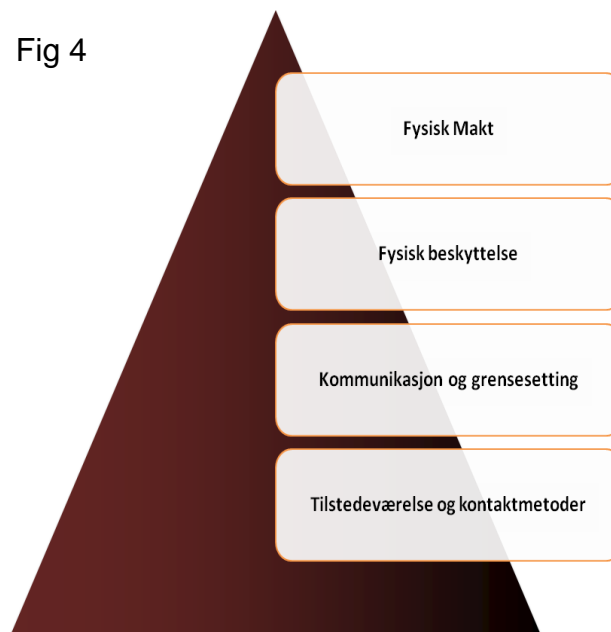 Fig 4
Fysisk Makt
Fysisk beskyttelse
Kommunikasjon og grensesetting
Tilstedeværelse og kontaktmetoder